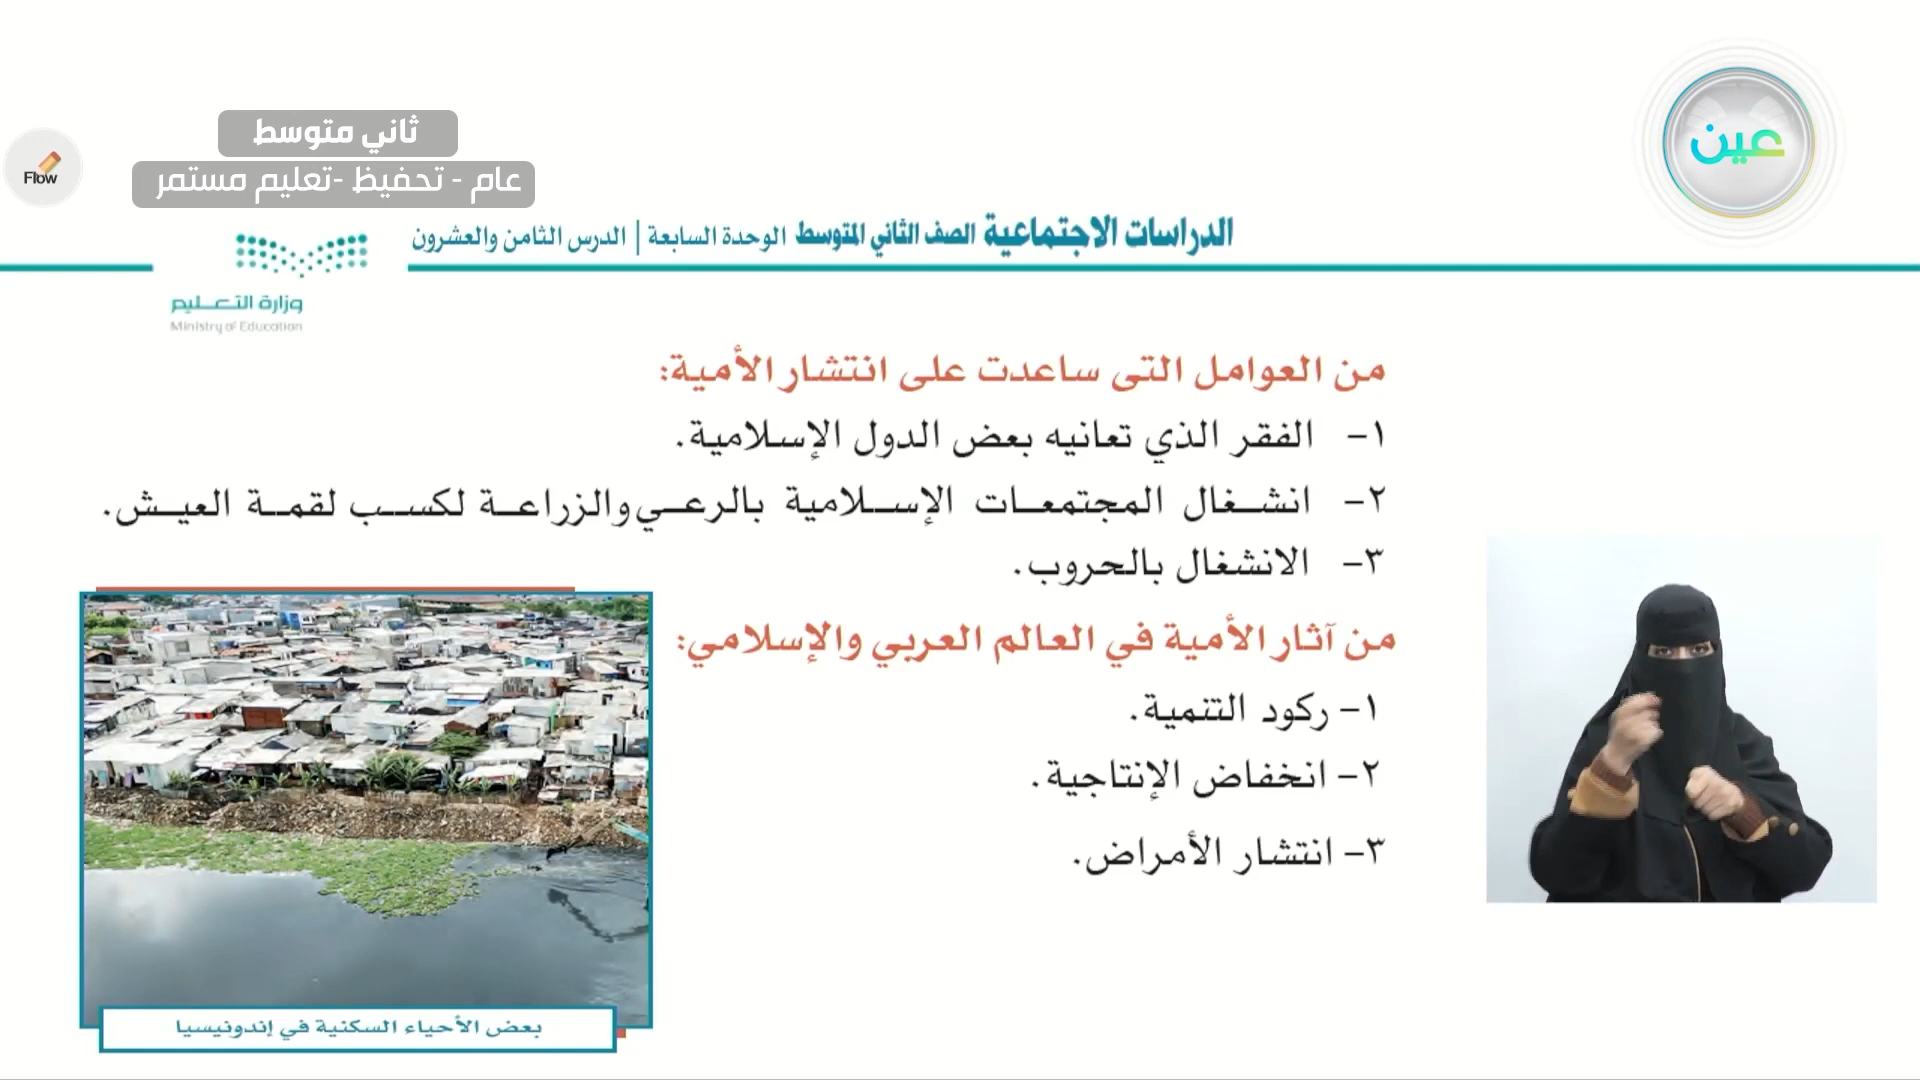 عين
ثاني متوسط
عام - تحفيظ -تعليم مستمر
Flow
الدراسات الاجتماعية الصف الثاني المتوسط الوحدة السابعة | الدرس الثامن والعشرون
وزارة التعليم
Ministry of Education
من العوامل التى ساعدت على انتشار الأمية:
١- الفقر الذي تعانيه بعض الدول الإسلامية.
٢- انشغال المجتمعات الإسلامية بالرعي والزراعة لكسب لقمة العيش.
٣- الانشغال بالحروب.
من آثار الأمية في العالم العربي والإسلامي:
١- ركود التنمية.
٢- انخفاض الإنتاجية.
٣- انتشار الأمراض.
بعض الأحياء السكنية في إندونيسيا